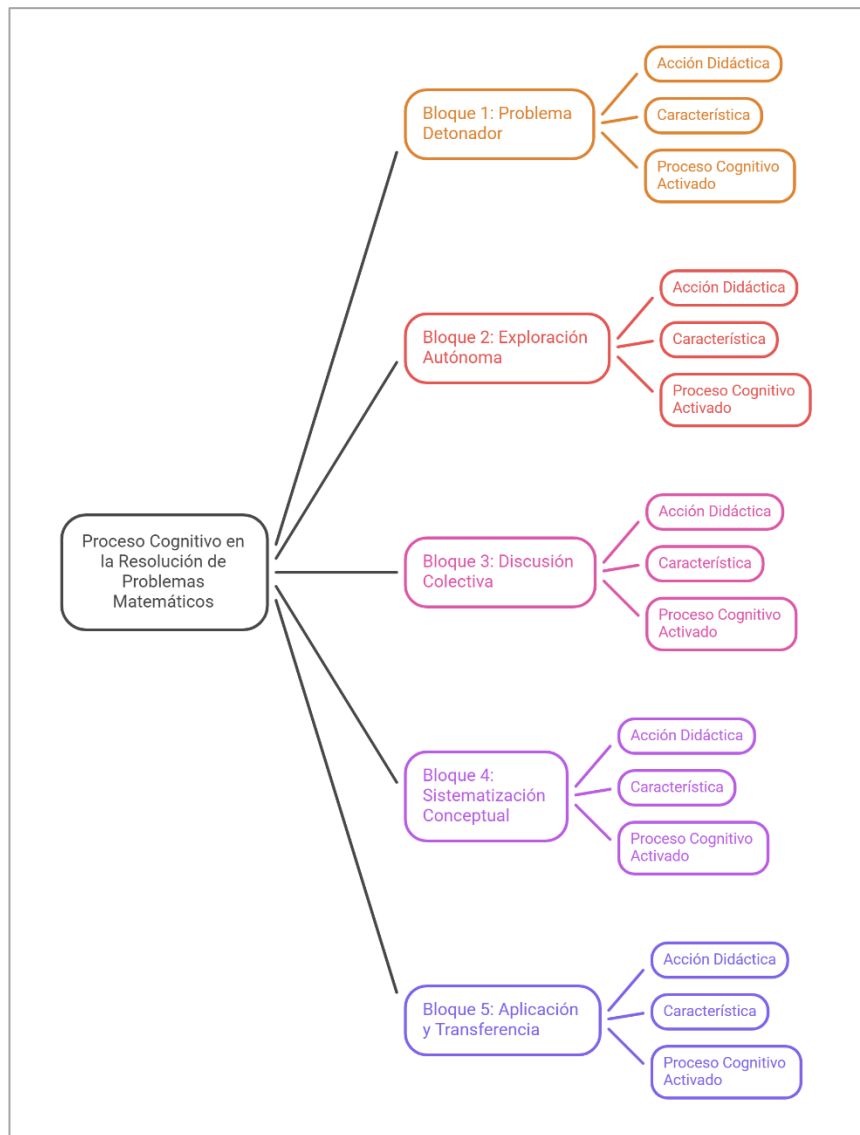 Proceso Cognitivo en
la Resolución de
Problemas
Matemáticos
Bloque 1: Problema
Detonador
Acción Didáctica
Característica
Proceso Cognitivo
Activado
Bloque 2: Exploración
Autónoma
Acción Didáctica
Característica
Proceso Cognitivo
Activado
Bloque 3: Discusión
Colectiva
Acción Didáctica
Característica
Proceso Cognitivo
Activado
Bloque 4:
Sistematización
Conceptual
Acción Didáctica
Característica
Proceso Cognitivo
Activado
Bloque 5: Aplicación
y Transferencia
Acción Didáctica
Característica
Proceso Cognitivo
Activado